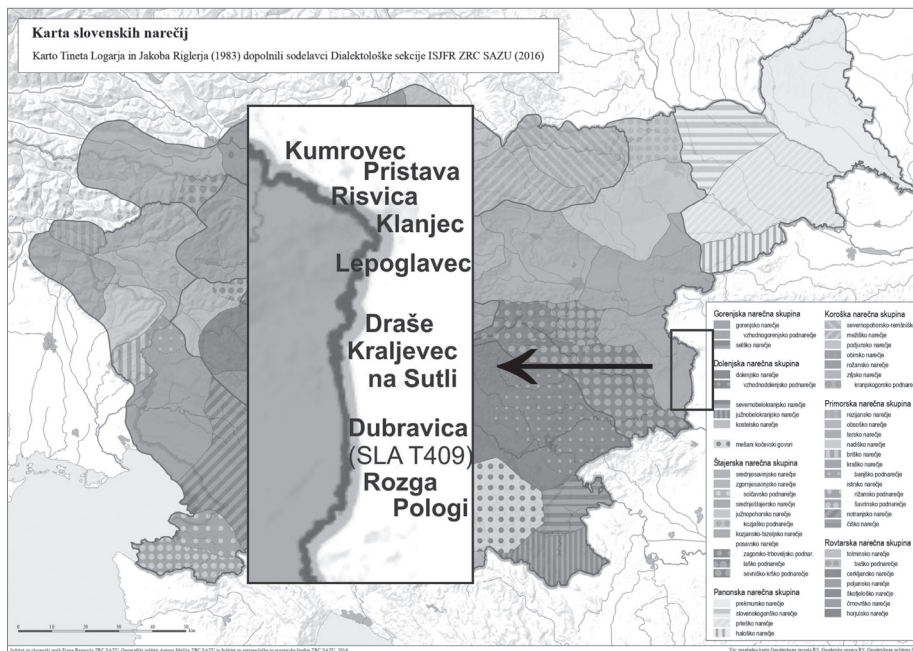 Karta slovenskih narečij
Karto Tineta Logarja in Jakoba Riglerja (1983) dopolnili sodelavci Dialektološke sekcije ISJFR ZRC SAZU (2016)
Kumrovec
Pristava
Risvica
Klanjec
Lepoglavec
Draše
Kraljevec
na Sutli
Dubravica
(SLA T409)
Rozga
Pologi
Gorenjska narečna skupina
gorenjsko narečje
vzhodnogorenjsko podnarečje
selško narečje
Dolenjska narečna skupina
dolenjsko narečje
vzhodnodolenjsko podnarečje
severnobelokranjsko narečje
južnobelokranjsko narečje
kostelsko narečje
mešani kočevski govori
Štajerska narečna skupina
srednjesavinjsko narečje
zgornjesavinjsko narečje
solčavsko podnarečje
srednještajersko narečje
južnopohorsko narečje
kozjaško podnarečje
kozjansko-bizeljsko narečje
posavsko narečje
zagorsko-trboveljsko podnar.
laško podnarečje
sevniško-krško podnarečje
Panonska narečna skupina
prekmursko narečje
slovenskogoriško narečje
prleško narečje
haloško narečje
Koroška narečna skupina
mežiško narečje
podjunsko narečje
obirsko narečje
rožansko narečje
ziljsko narečje
kranjskogorsko podnare
Primorska narečna skupina
rezijansko narečje
obsoško narečje
tersko narečje
nadiško narečje
briško narečje
kraško narečje
banjško podnarečje
istrsko narečje
rižansko podnarečje
šavrinsko podnarečje
notranjsko narečje
čiško narečje
Rovtarska narečna skupina
tolminsko narečje
baško podnarečje
cerkljansko narečje
poljansko narečje
škofjeloško narečje
črnovrško narečje
horjulsko narečje
0 10 20 30 40 50
km